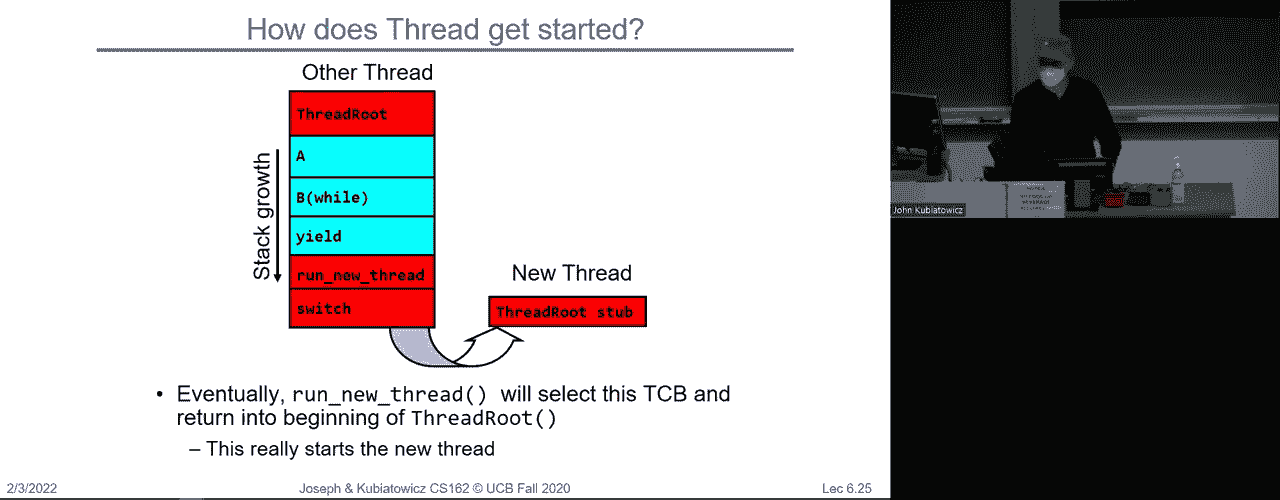 How does Thread get started?
Other Thread
ThreadRoot
A
B(while)
yield
run_new_thread
switch
Stack growth
New Thread
ThreadRoot stub
• Eventually, run_new_thread() will select this TCB and
return into beginning of ThreadRoot()
– This really starts the new thread
2/3/2022
Joseph & Kubiatowicz CS162 © UCB Fall 2020
Lec 6.25
John Kubiatowicz